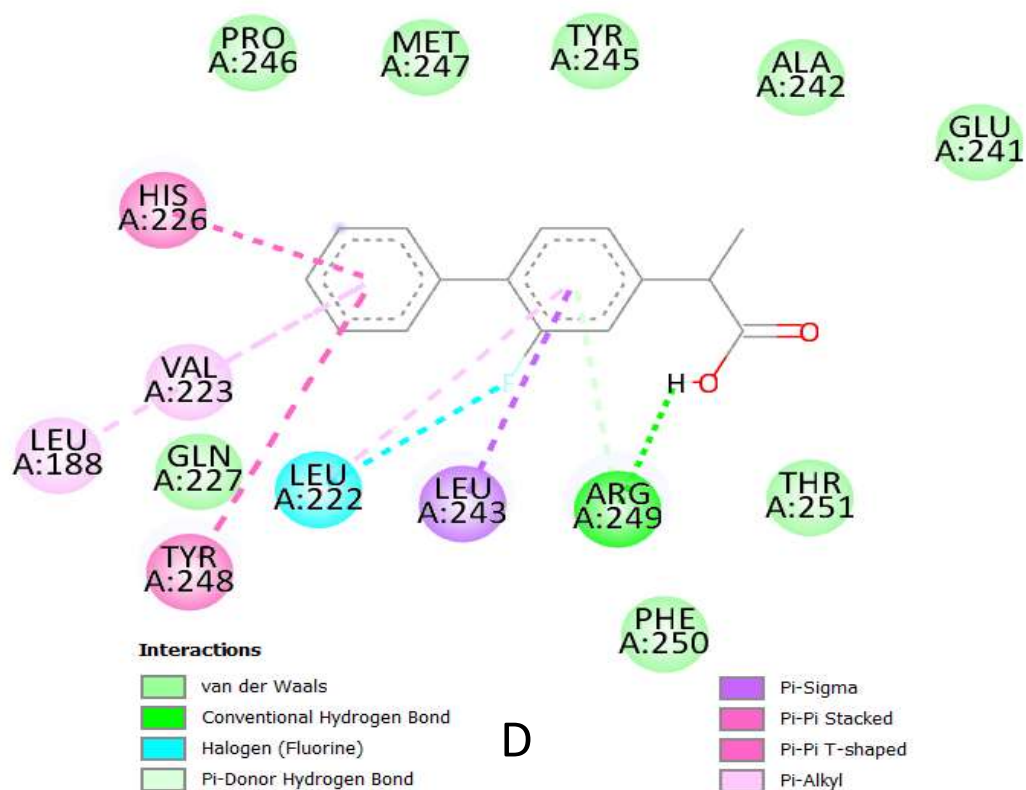 PRO
A:246
MET
A:247
TYR
A:245
ALA
A:242
GLU
A:241
HIS
A:226
VAL
A:223
LEU
A:188
GLN
A:227
LEU
A:222
LEU
A:243
ARG
A:249
THR
A:251
TYR
A:248
PHE
A:250
F
O
H-O
Interactions
van der Waals
Conventional Hydrogen Bond
Halogen (Fluorine)
Pi-Donor Hydrogen Bond
D
Pi-Sigma
Pi-Pi Stacked
Pi-Pi T-shaped
Pi-Alkyl